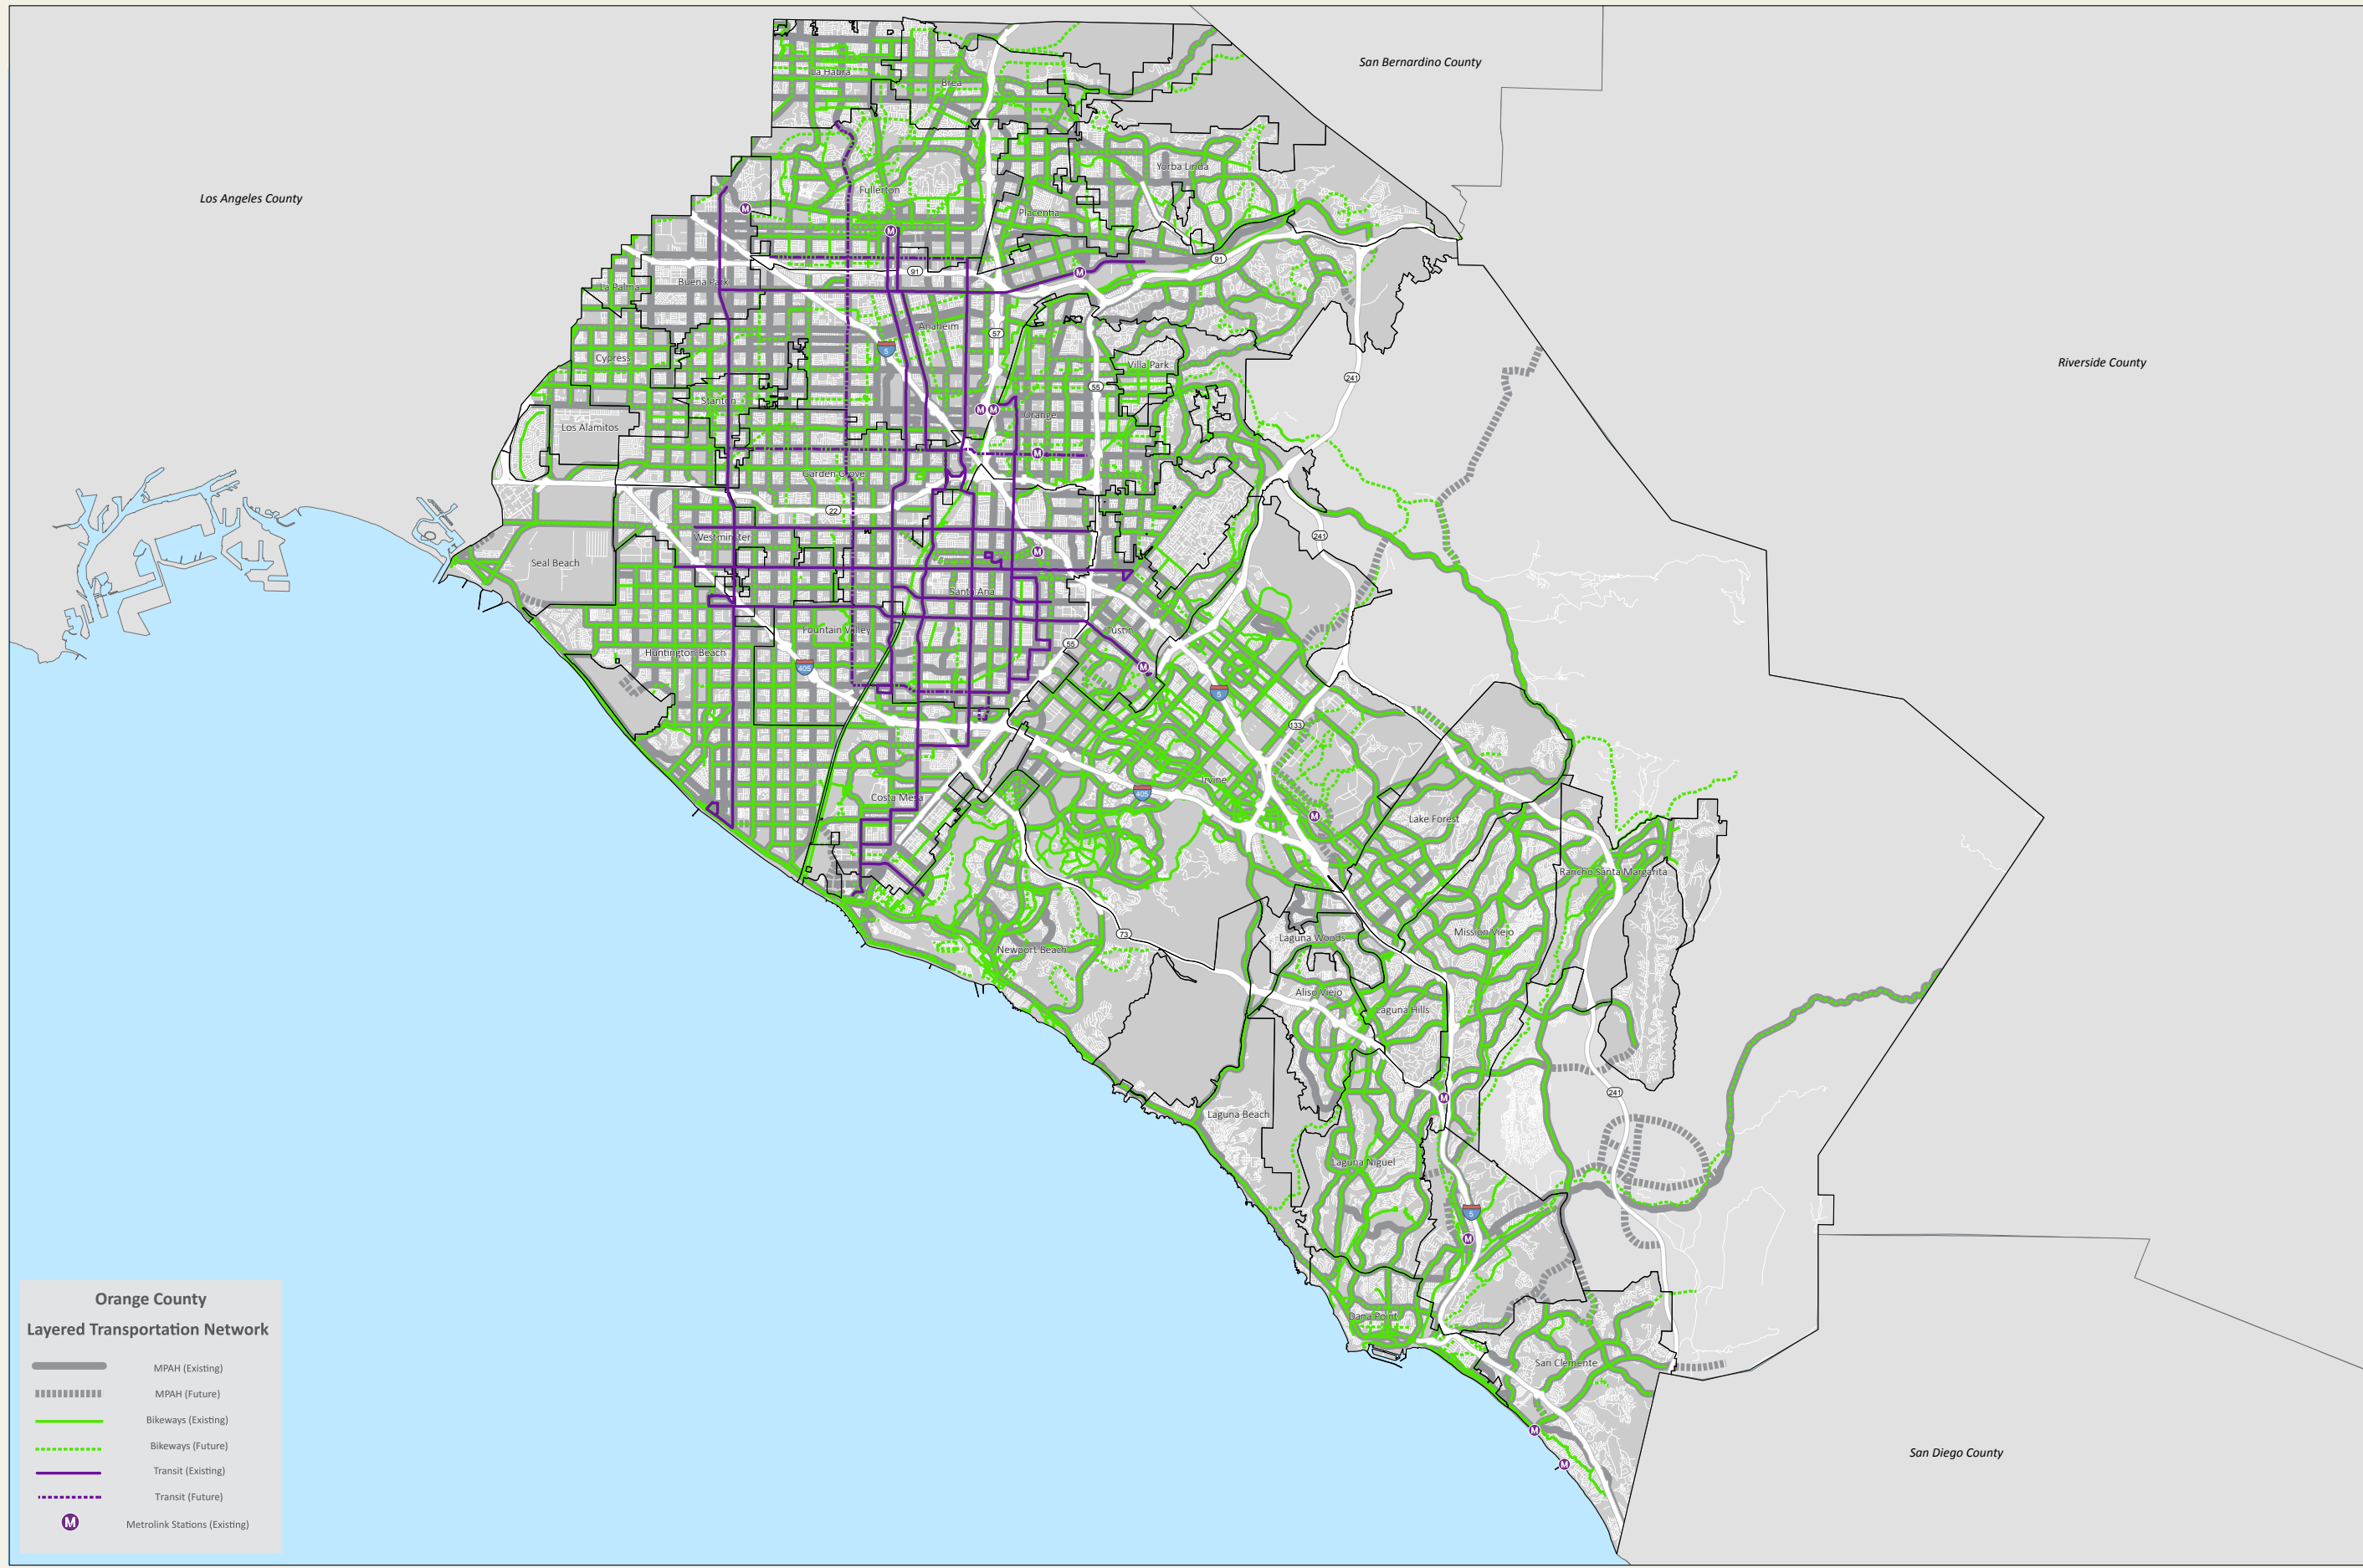 San Bernardino County
Los Angeles County
Riverside County
San Diego County
La Habra
Brea
Yorba Linda
Fullerton
Placentia
M
M
M
91
91
La Palma
Buena Park
Anaheim
57
5
Cypress
Villa Park
55
241
Stanton
M M
Orange
Los Alamitos
M
Garden Grove
22
Westminster
241
M
Seal Beach
Santa Ana
Fountain Valley
Tustin
55
Huntington Beach
405
M
5
133
Irvine
405
Costa Mesa
M
Lake Forest
Rancho Santa Margarita
73
Laguna Woods
Mission Viejo
Newport Beach
Aliso Viejo
Laguna Hills
241
M
Laguna Beach
Laguna Niguel
5
M
Dana Point
San Clemente
M
M
Orange County
Layered Transportation Network
MPAH (Existing)
MPAH (Future)
Bikeways (Existing)
Bikeways (Future)
Transit (Existing)
Transit (Future)
M Metrolink Stations (Existing)